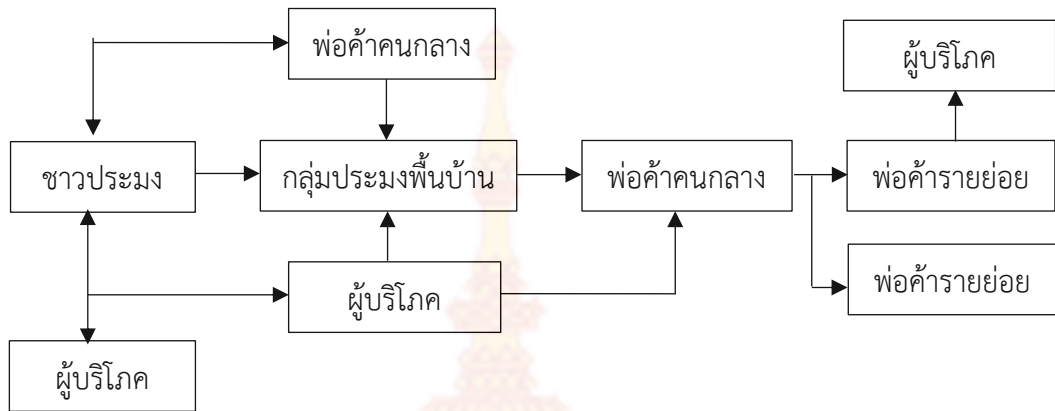 พ่อค้าคนกลาง
ผู้บริโภค
ชาวประมง
กลุ่มประมงพื้นบ้าน
พ่อค้าคนกลาง
พ่อค้ารายย่อย
ผู้บริโภค
พ่อค้ารายย่อย
ผู้บริโภค